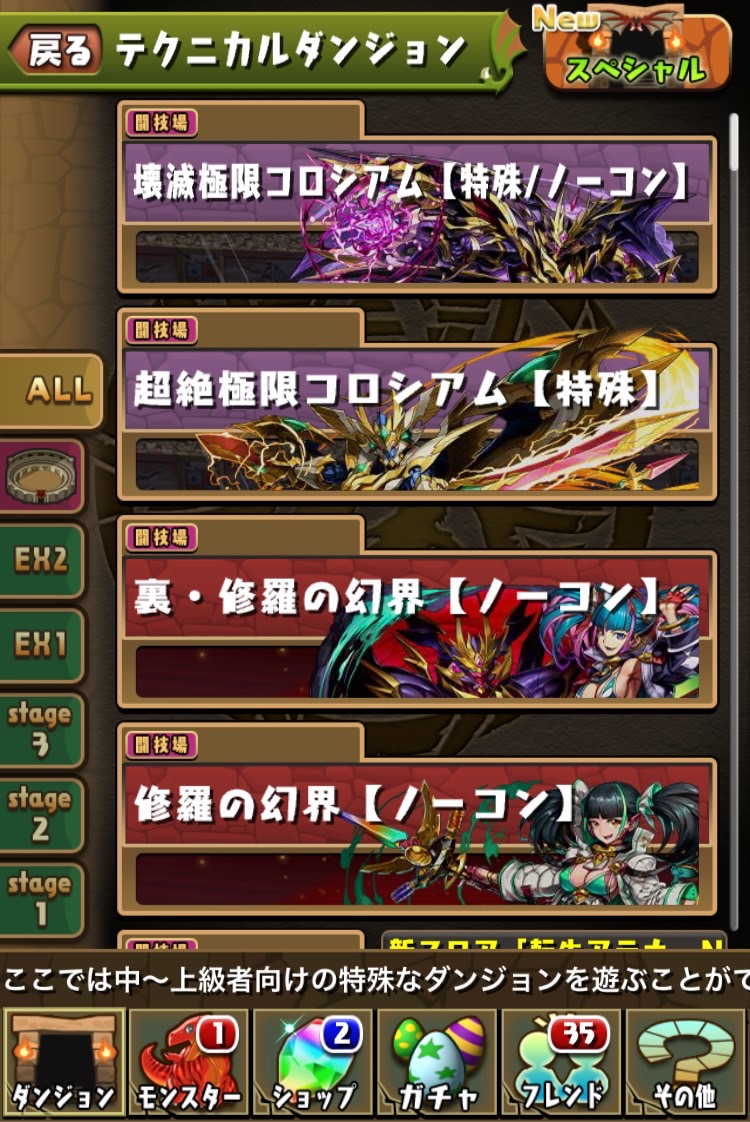 戻る テクニカルダンジョン
New
スペシャル
闘技場
壊滅極限コロシアム【特殊/ノーコン】
闘技場
超絶極限コロシアム【特殊】
ALL
闘技場
裏・修羅の幻界【ノーコン】
EX2
EX1
闘技場
修羅の幻界【ノーコン】
stage
3
stage
2
stage
1
闘技場
ここでは中〜上級者向けの特殊なダンジョンを遊ぶことがで
1
2
35
ダンジョン モンスター ショップ ガチャ フレンド その他